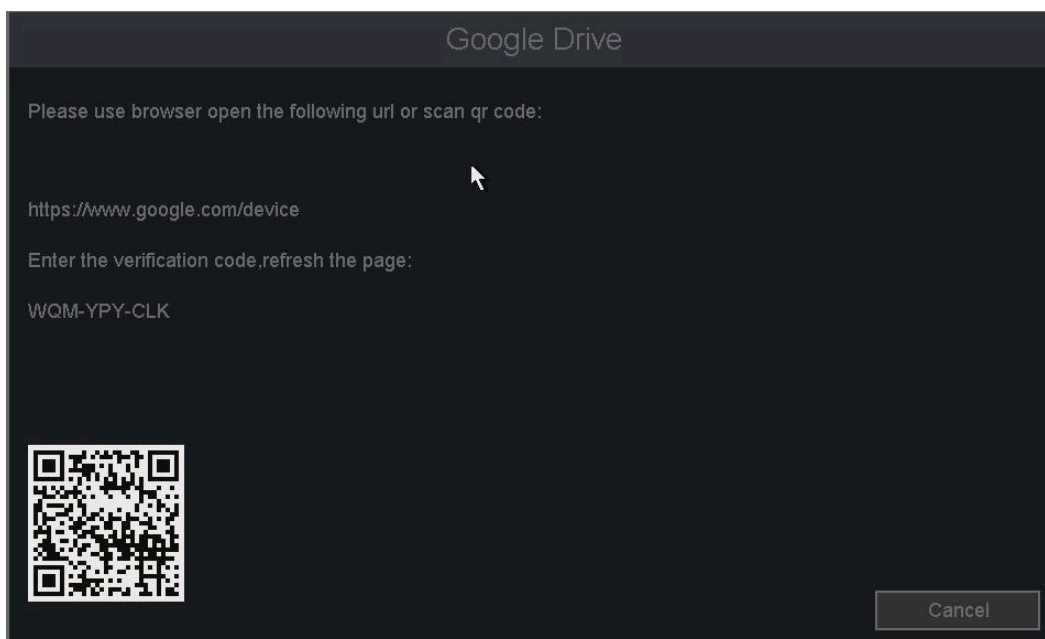 Google Drive
Please use browser open the following url or scan qr code:
https://www.google.com/device
Enter the verification code,refresh the page:
WQM-YPY-CLK
Cancel